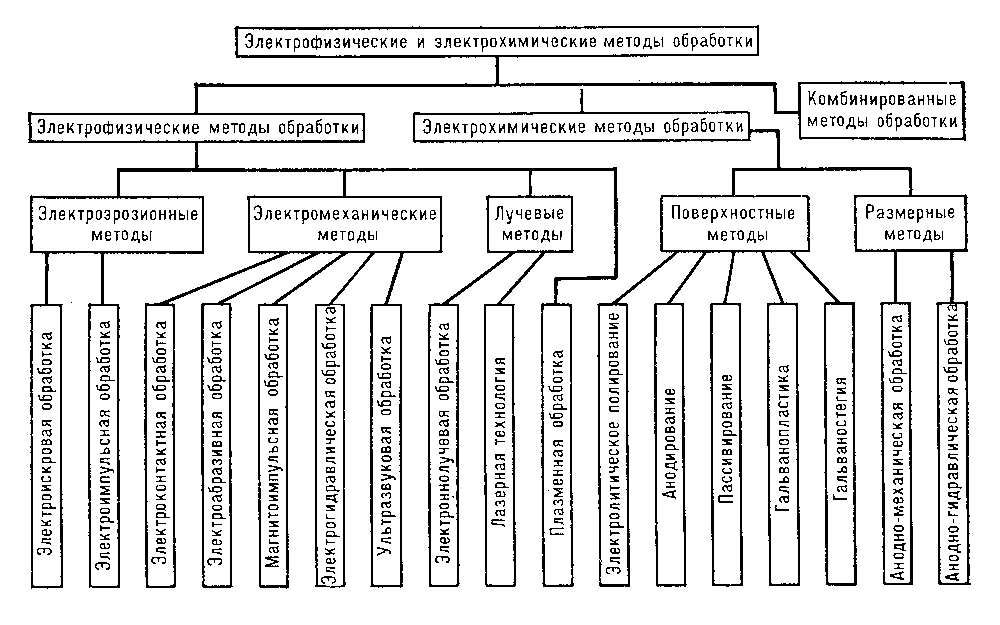 Электрофизические и электрохимические методы обработки
Комбинированные
методы обработки
Электрофизические методы обработки
Электрохимические методы обработки
Электроэрозионные
методы
Электромеханические
методы
Лучевые
методы
Поверхностные
методы
Размерные
методы
Электроискровая обработка
Электроимпульсная обработка
Электроконтактная обработка
Электроабразивная обработка
Магнитоимпульсная обработка
Электрогидравлическая обработка
Ультразвуковая обработка
Электроннолучевая обработка
Лазерная технология
Плазменная обработка
Электролитическое полирование
Анодирование
Пассивирование
Гальванопластика
Гальваностегия
Анодно-механическая обработка
Анодно-гидравлическая обработка